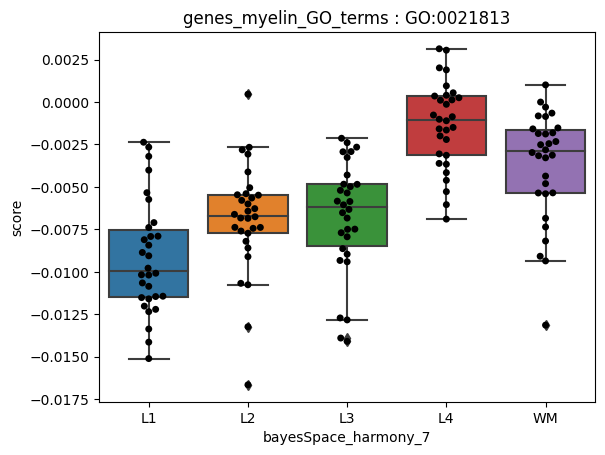 genes_myelin_GO_terms : GO:0021813
0.0025
0.0000
−0.0025
−0.0050
−0.0075
−0.0100
−0.0125
−0.0150
−0.0175
score
L1 L2 L3 L4 WM
bayesSpace_harmony_7